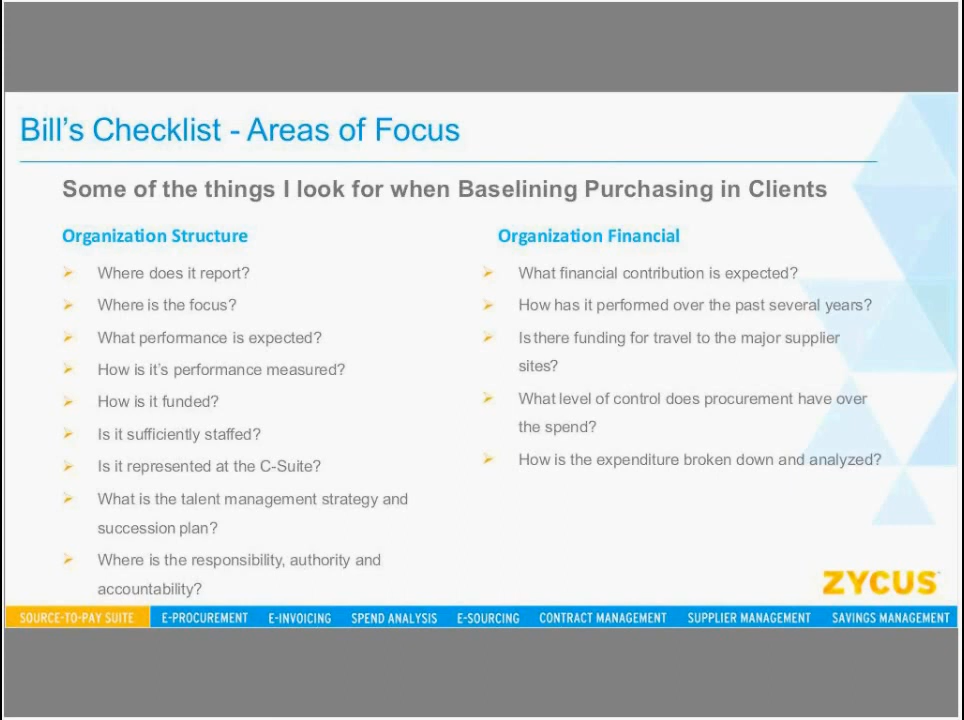 Bill's Checklist - Areas of Focus
Some of the things I look for when Baselining Purchasing in Clients
Organization Structure
Where does it report?
Where is the focus?
What performance is expected?
How is it's performance measured?
How is it funded?
Is it sufficiently staffed?
Is it represented at the C-Suite?
What is the talent management strategy and
succession plan?
Where is the responsibility, authority and
accountability?
Organization Financial
What financial contribution is expected?
How has it performed over the past several years?
Is there funding for travel to the major supplier
sites?
What level of control does procurement have over
the spend?
How is the expenditure broken down and analyzed?
ZYCUS
SOURCE-TO-PAY SUITE E-PROCUREMENT E-INVOICING SPEND ANALYSIS E-SOURCING CONTRACT MANAGEMENT SUPPLIER MANAGEMENT SAVINGS MANAGEMENT